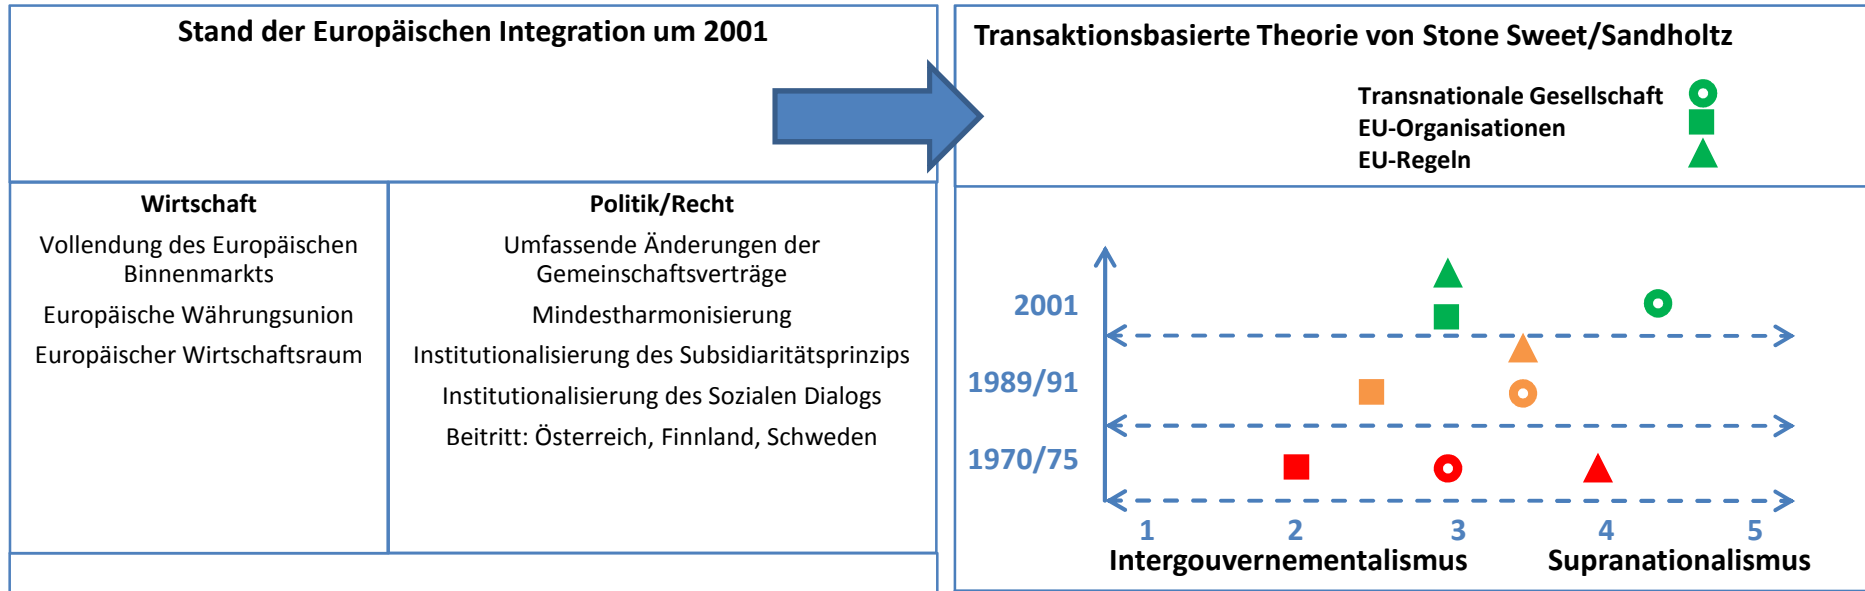 Stand der Europäischen Integration um 2001
Wirtschaft
Vollendung des Europäischen
Binnenmarkts
Europäische Währungsunion
Europäischer Wirtschaftsraum
Politik/Recht
Umfassende Änderungen der
Gemeinschaftsverträge
Mindestharmonisierung
Institutionalisierung des Subsidiaritätsprinzips
Institutionalisierung des Sozialen Dialogs
Beitritt: Österreich, Finnland, Schweden
Transaktionsbasierte Theorie von Stone Sweet/Sandholtz
Transnationale Gesellschaft
EU-Organisationen
EU-Regeln
2001
1989/91
1970/75
1 2 3 4 5
Intergouvernementalismus Supranationalismus